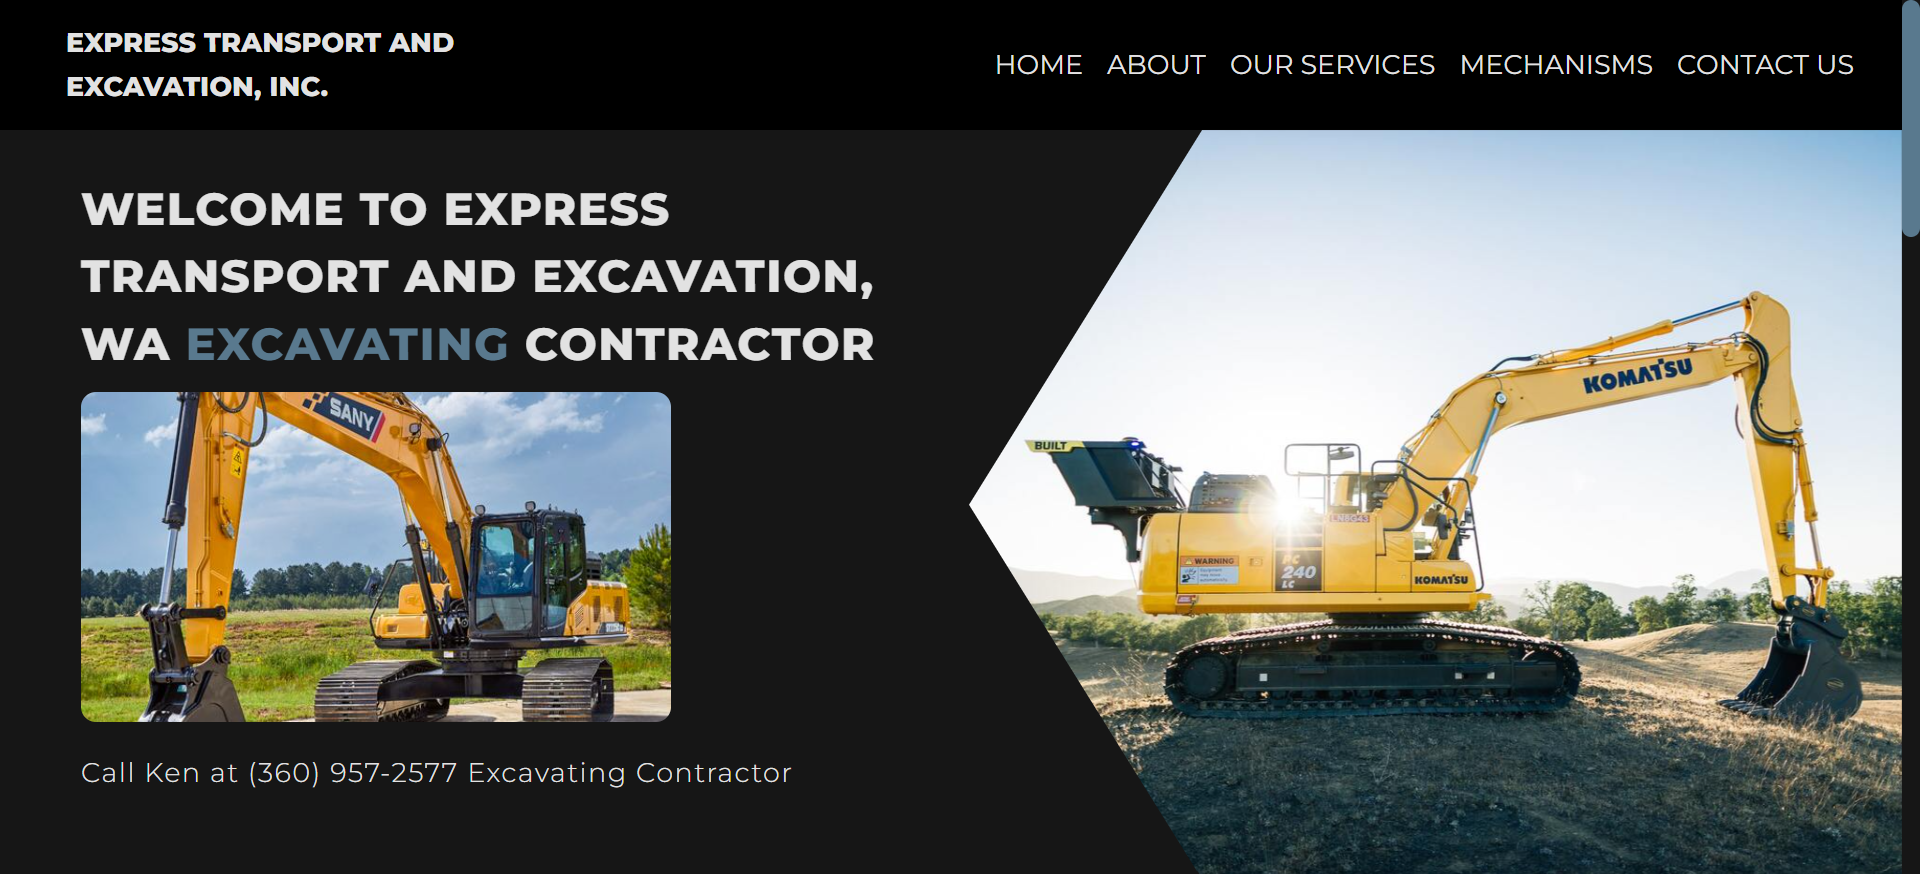 EXPRESS TRANSPORT AND
EXCAVATION, INC.
HOME ABOUT OUR SERVICES MECHANISMS CONTACT US
WELCOME TO EXPRESS
TRANSPORT AND EXCAVATION,
WA EXCAVATING CONTRACTOR
SANY
Call Ken at (360) 957-2577 Excavating Contractor
KOMATSU
BUILT
WARNING
PC
240
LC
KOMATSU